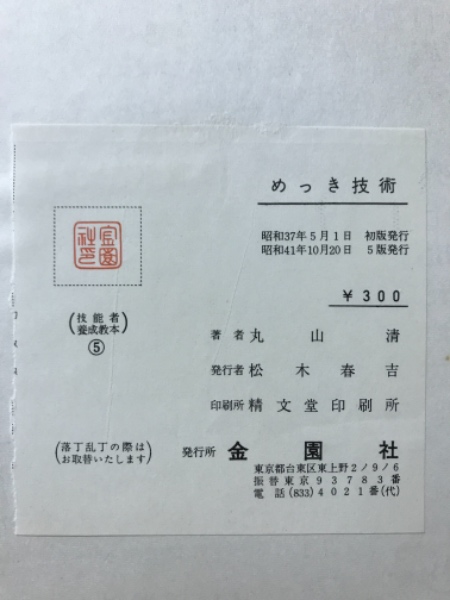 めっき技術
昭和37年5月1日 初版発行
昭和41年10月20日 5版発行
¥300
金園社印
(技能者養成教本)
⑤
著者 丸山清
発行者 松木春吉
印刷所 精文堂印刷所
(落丁乱丁の際はお取替いたします)
発行所 金園社
東京都台東区東上野2ノ9ノ6
振替東京93783番
電話(833)4021番(代)